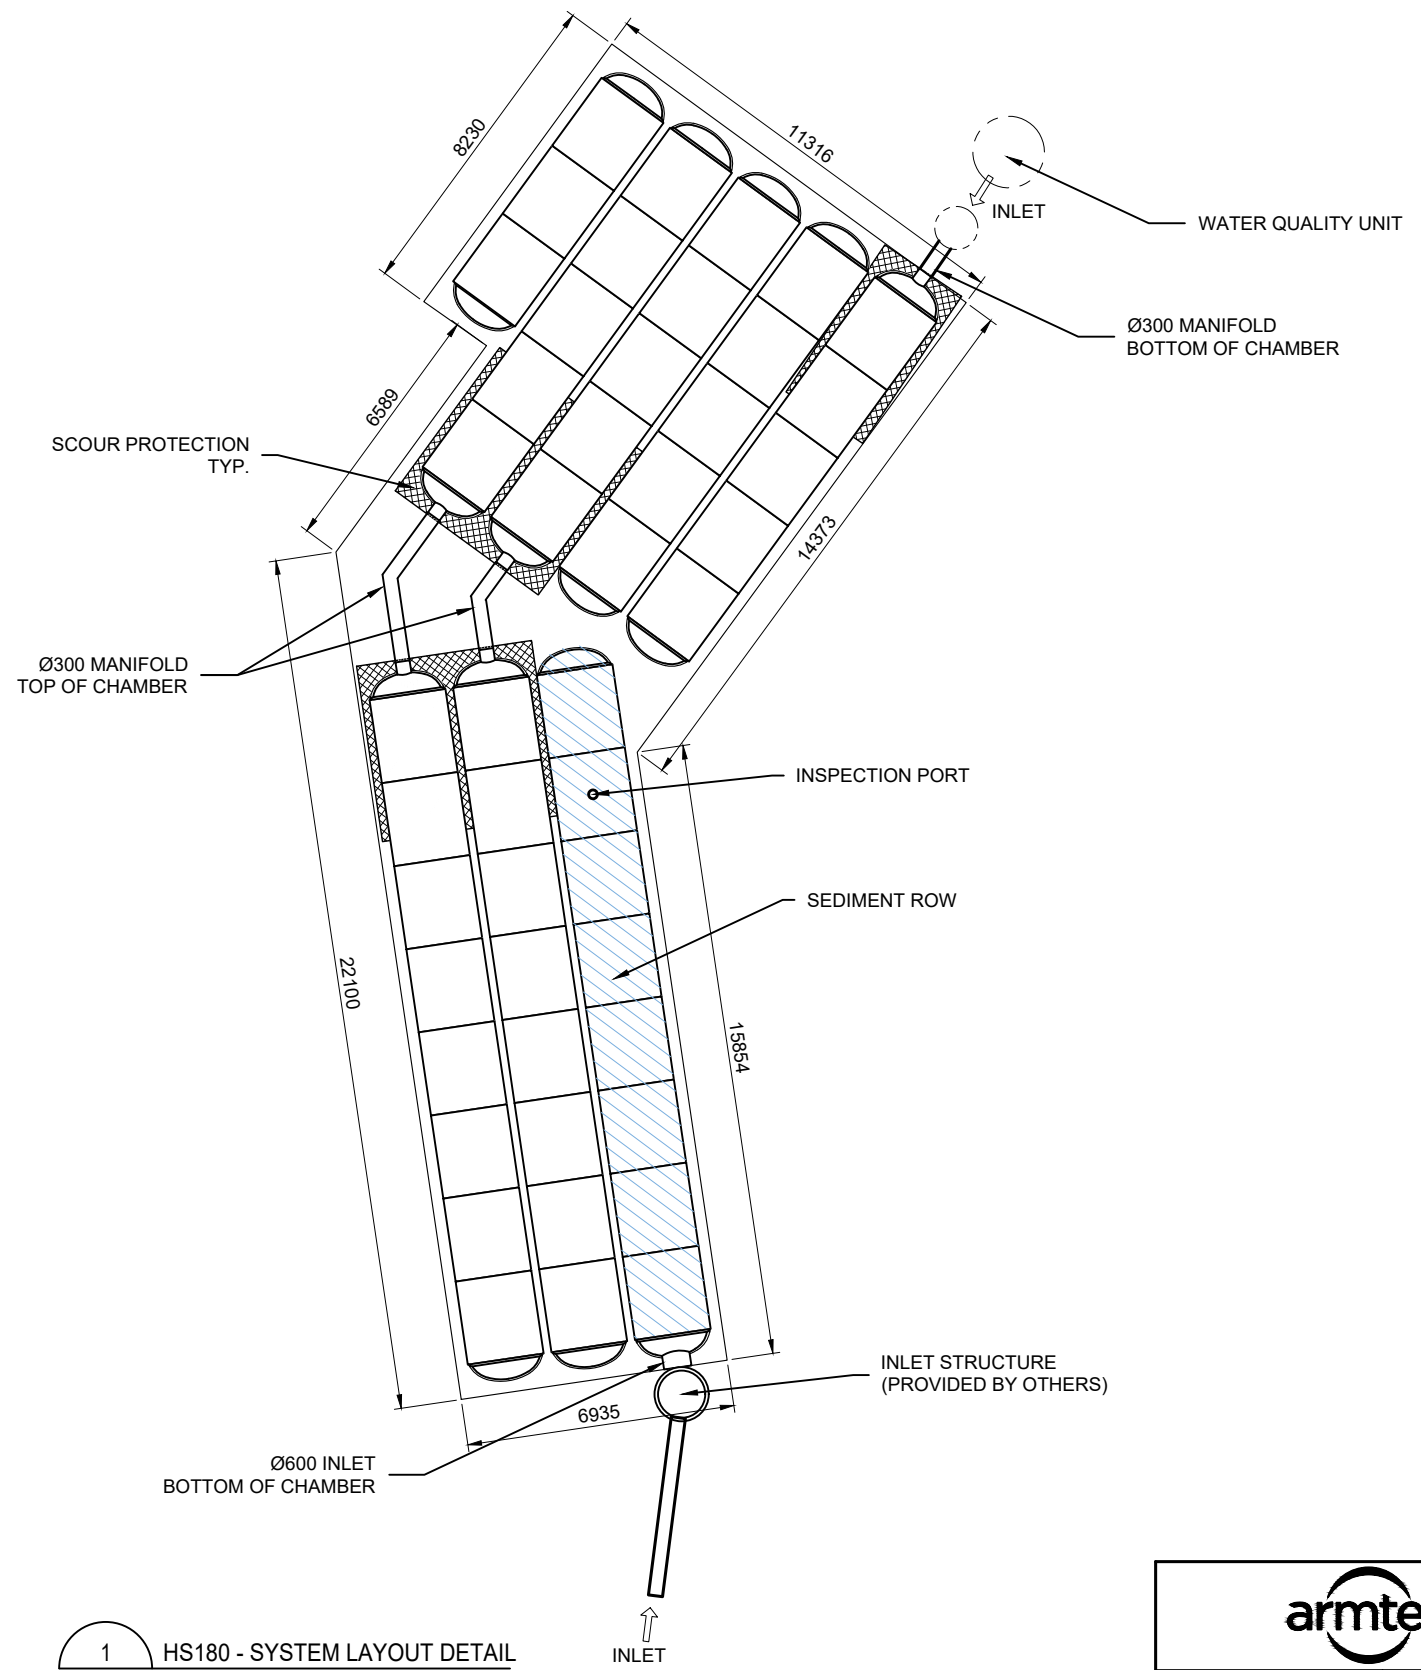 8230
11316
INLET
WATER QUALITY UNIT
Ø300 MANIFOLD
BOTTOM OF CHAMBER
6589
SCOUR PROTECTION
TYP.
14373
Ø300 MANIFOLD
TOP OF CHAMBER
INSPECTION PORT
SEDIMENT ROW
22100
15854
INLET STRUCTURE
(PROVIDED BY OTHERS)
6935
Ø600 INLET
BOTTOM OF CHAMBER
armte
1 HS180 - SYSTEM LAYOUT DETAIL
INLET